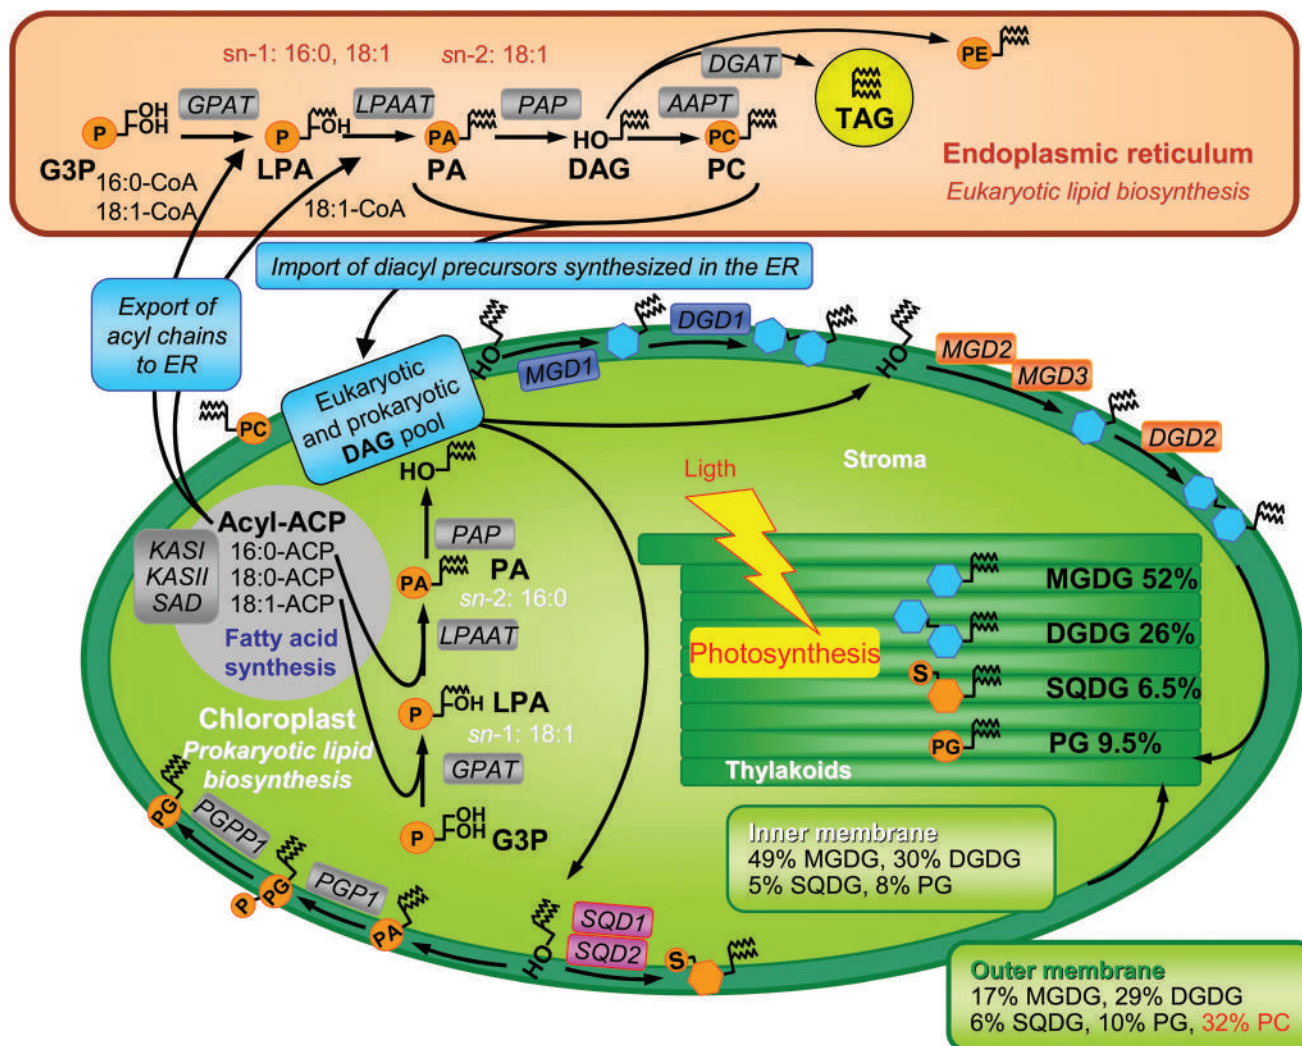 sn-1: 16:0, 18:1
sn-2: 18:1
GPAT
LPAAT
PAP
DGAT
AAPT
PE
TAG
P
OH
OH
P
OH
PA
HO
PC
G3P
LPA
PA
DAG
PC
16:0-CoA
18:1-CoA
18:1-CoA
Endoplasmic reticulum
Eukaryotic lipid biosynthesis
Import of diacyl precursors synthesized in the ER
Export of
acyl chains
to ER
HO
MGD1
DGD1
HO
MGD2
MGD3
DGD2
PC
Eukaryotic
and prokaryotic
DAG pool
HO
Stroma
Ligth
Photosynthesis
Acyl-ACP
16:0-ACP
18:0-ACP
18:1-ACP
KASI
KASII
SAD
Fatty acid
synthesis
PAP
PA
PA
sn-2: 16:0
LPAAT
P
OH
LPA
sn-1: 18:1
GPAT
P
OH
OH
G3P
Chloroplast
Prokaryotic lipid
biosynthesis
MGDG 52%
DGDG 26%
S
SQDG 6.5%
PG
PG 9.5%
Thylakoids
PG
PGPP1
P
PG
PGP1
PA
HO
SQD1
SQD2
S
Inner membrane
49% MGDG, 30% DGDG
5% SQDG, 8% PG
Outer membrane
17% MGDG, 29% DGDG
6% SQDG, 10% PG, 32% PC